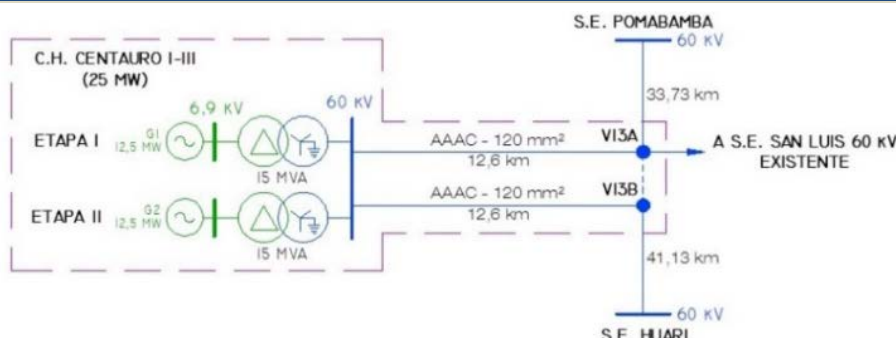 S.E. POMABAMBA
60 KV
C.H. CENTAURO I-III
(25 MW)
6,9 KV
60 KV
33,73 km
ETAPA I
G1
12,5 MW
AAAC - 120 mm²
12,6 km
V13A
A S.E. SAN LUIS 60 KV
EXISTENTE
15 MVA
ETAPA II
G2
12,5 MW
AAAC - 120 mm²
12,6 km
V13B
15 MVA
41,13 km
60 KV
S.E. HUARI